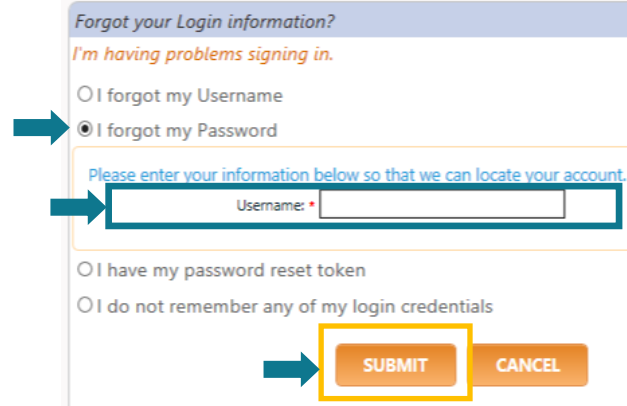 Forgot your Login information?
I'm having problems signing in.
I forgot my Username
I forgot my Password
Please enter your information below so that we can locate your account.
Username: *
I have my password reset token
I do not remember any of my login credentials
SUBMIT CANCEL